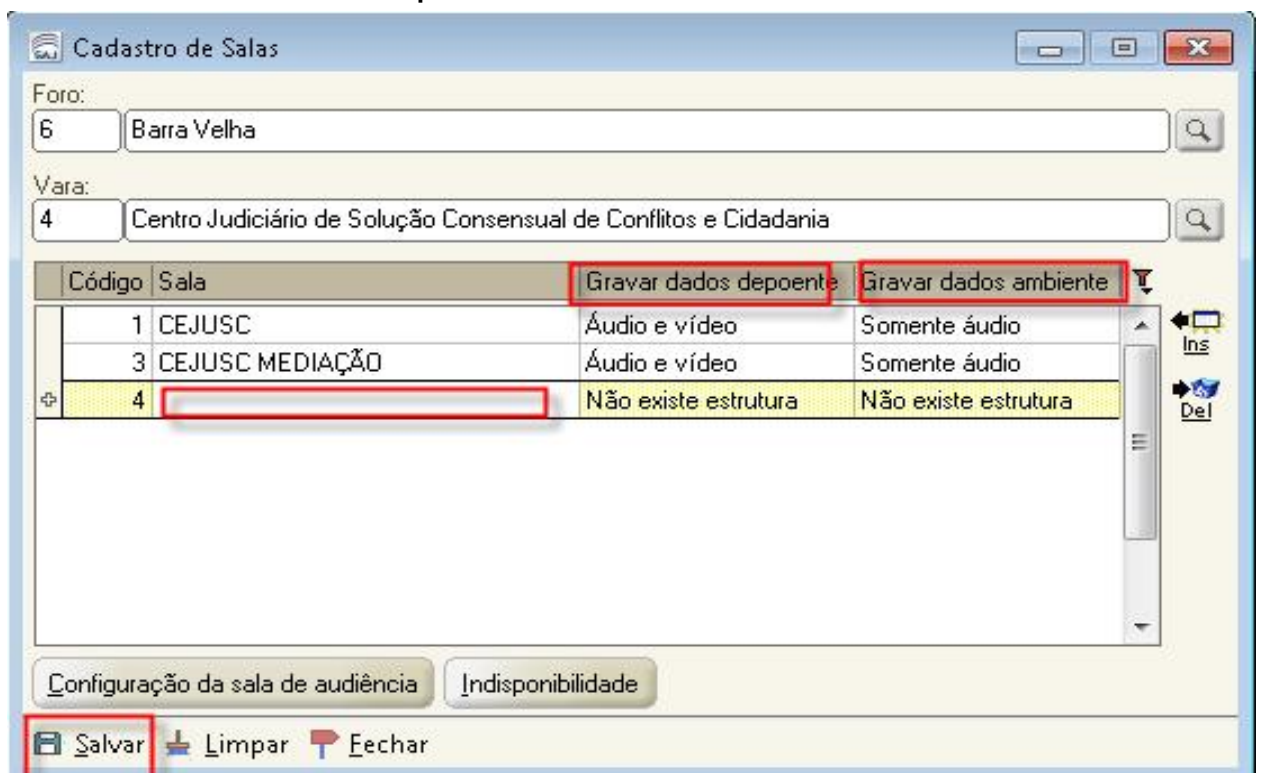 Cadastro de Salas
Foro:
6 Barra Velha
Vara:
4 Centro Judiciário de Solução Consensual de Conflitos e Cidadania
Código Sala Gravar dados depoente Gravar dados ambiente
1 CEJUSC Áudio e vídeo Somente áudio
3 CEJUSC MEDIAÇÃO Áudio e vídeo Somente áudio
4 Não existe estrutura Não existe estrutura
Ins
Del
Configuração da sala de audiência Indisponibilidade
Salvar Limpar Fechar